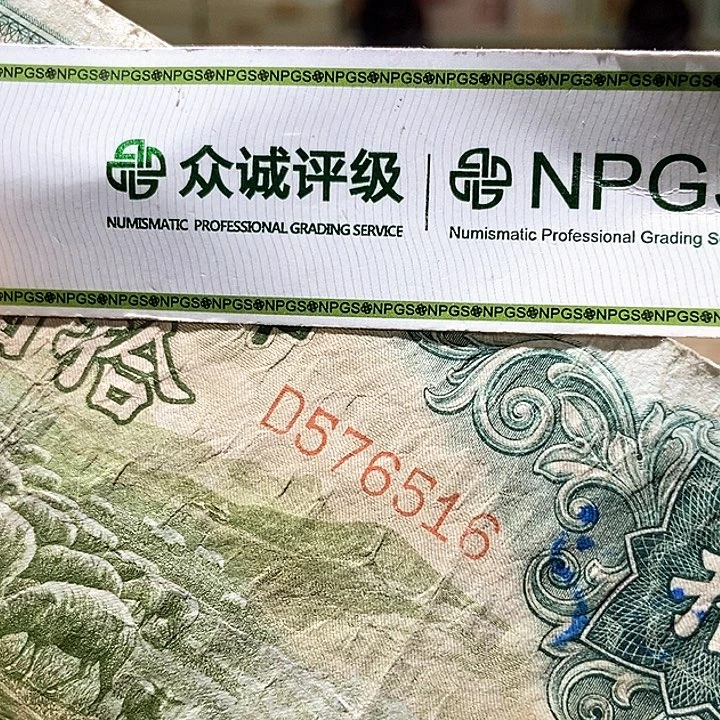 NPGS NPGS NPGS NPGS NPGS NPGS NPGS NPGS NPGS NPGS NPGS NPGS NPGS NPGS
众诚评级 NPGS
NUMISMATIC PROFESSIONAL GRADING SERVICE
Numismatic Professional Grading S
NPGS NPGS NPGS NPGS NPGS NPGS NPGS NPGS NPGS NPGS NPGS NPGS NPGS NPGS
拾
D576516